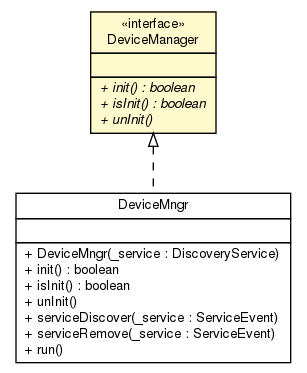 «interface»
DeviceManager
+ init() : boolean
+ isInit() : boolean
+ unInit()
DeviceMngr
+ DeviceMngr(_service : DiscoveryService)
+ init() : boolean
+ isInit() : boolean
+ unInit()
+ serviceDiscover(_service : ServiceEvent)
+ serviceRemove(_service : ServiceEvent)
+ run()